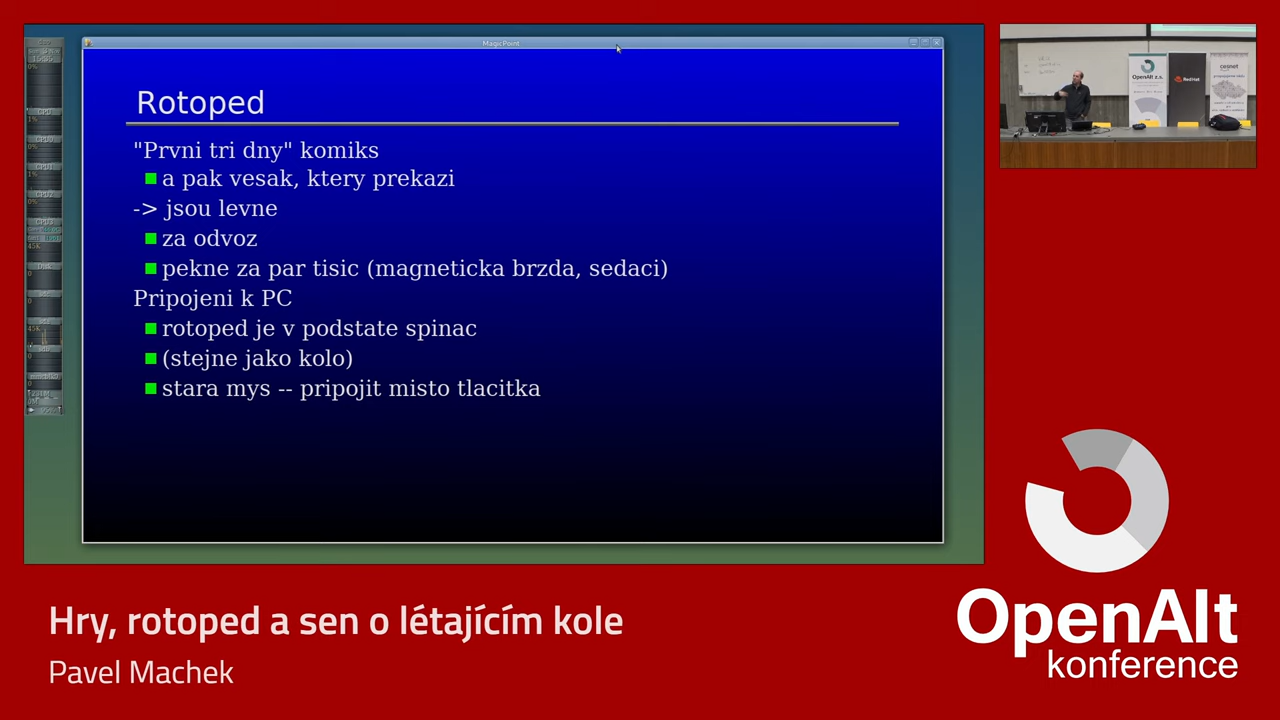 MagicPoint
Rotoped
"Prvni tri dny" komiks
a pak vesak, ktery prekazi
-> jsou levne
za odvoz
pekne za par tisic (magneticka brzda, sedaci)
Pripojeni k PC
rotoped je v podstate spinac
(stejne jako kolo)
stara mys -- pripojit misto tlacitka
OpenAlt z.s.
RedHat
cesnet
Hry, rotoped a sen o létajícím kole
Pavel Machek
OpenAlt
konference